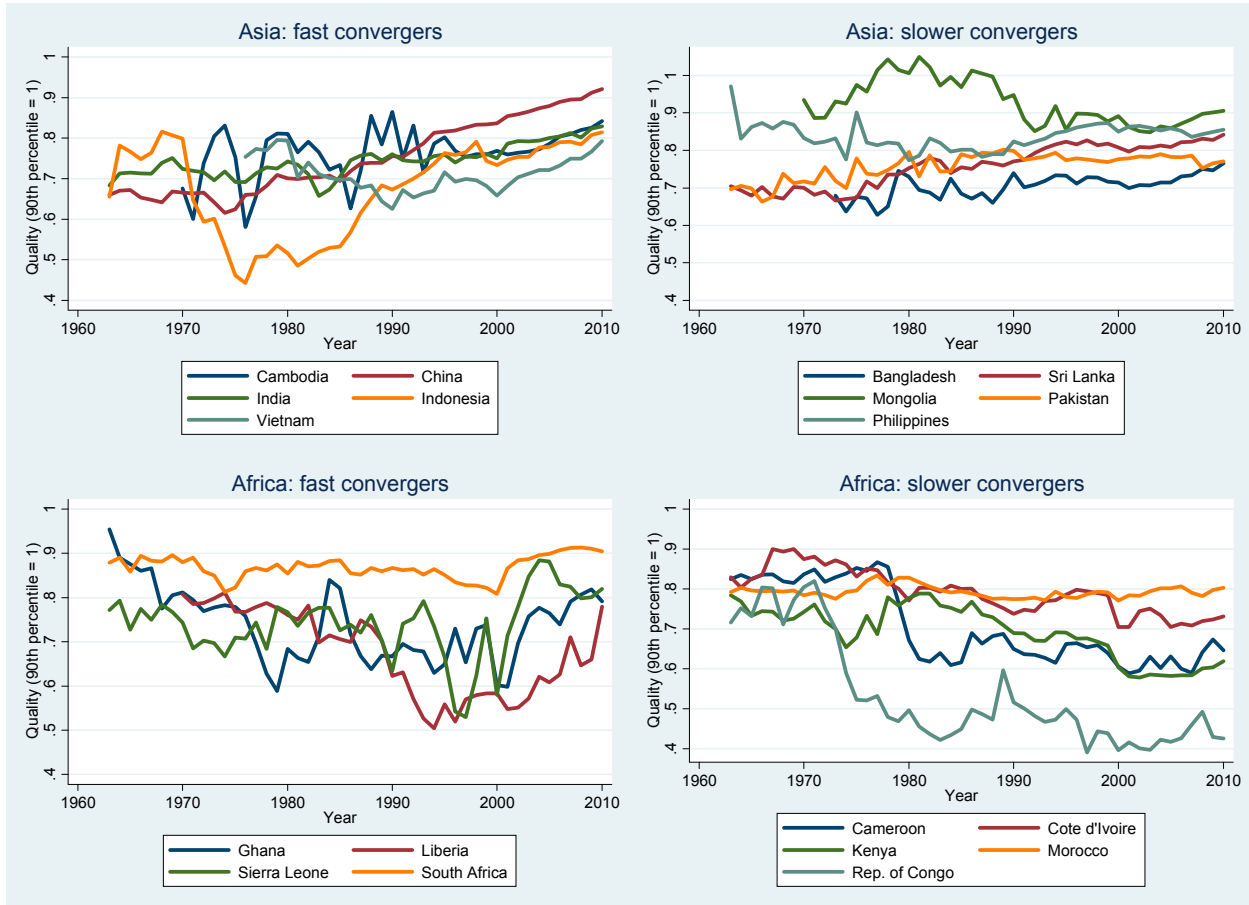 Asia: fast convergers
Quality (90th percentile = 1)
1
.9
.8
.7
.6
.5
.4
1960 1970 1980 1990 2000 2010
Year
Cambodia China
India Indonesia
Vietnam
Asia: slower convergers
Quality (90th percentile = 1)
1
.9
.8
.7
.6
.5
.4
1960 1970 1980 1990 2000 2010
Year
Bangladesh Sri Lanka
Mongolia Pakistan
Philippines
Africa: fast convergers
Quality (90th percentile = 1)
1
.9
.8
.7
.6
.5
.4
1960 1970 1980 1990 2000 2010
Year
Ghana Liberia
Sierra Leone South Africa
Africa: slower convergers
Quality (90th percentile = 1)
1
.9
.8
.7
.6
.5
.4
1960 1970 1980 1990 2000 2010
Year
Cameroon Cote d'Ivoire
Kenya Morocco
Rep. of Congo